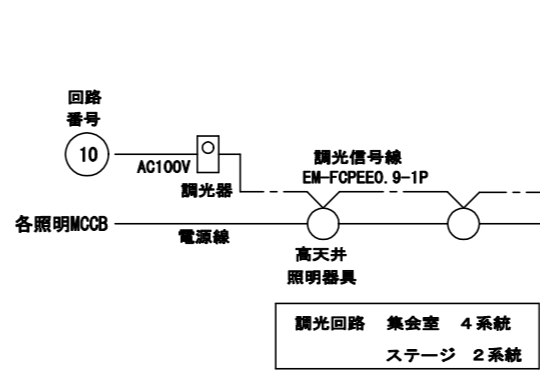 回路
番号
10
AC100V
調光器
調光信号線
EM-FCPEE0.9-1P
各照明MCCB
電源線
高天井
照明器具
調光回路 集会室 4系統
ステージ 2系統